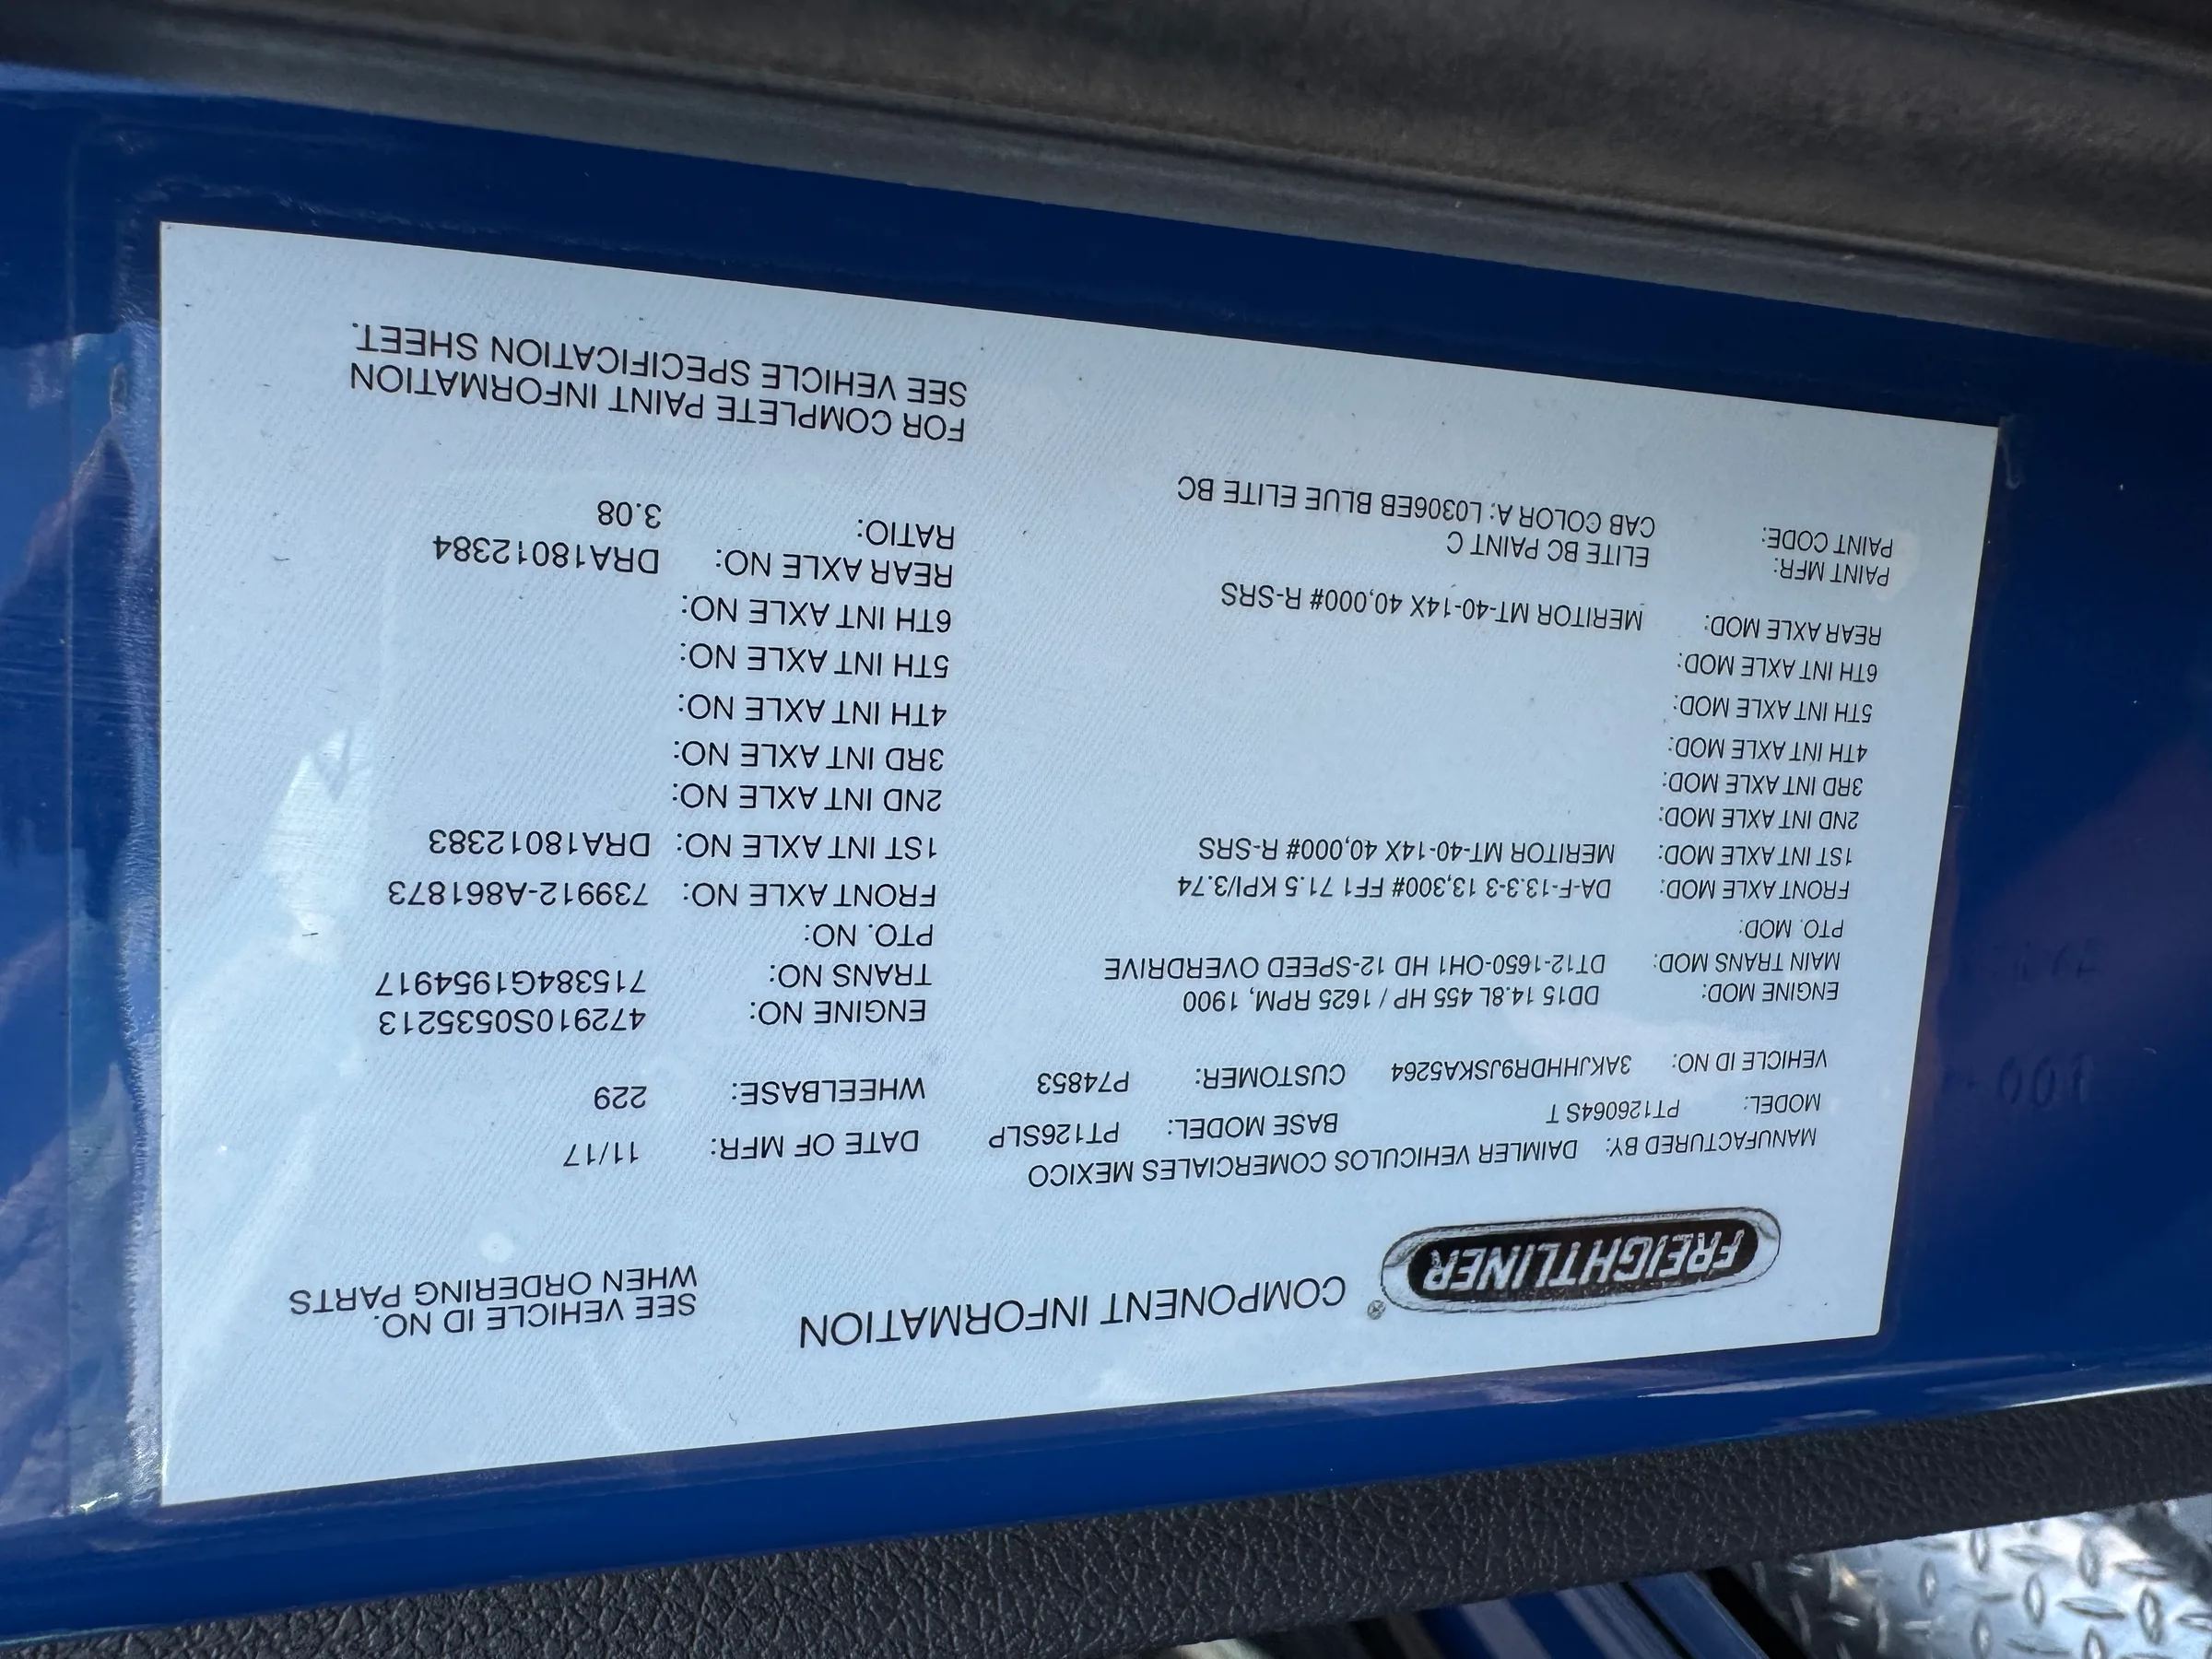 FREIGHTLINER®
COMPONENT INFORMATION
SEE VEHICLE ID NO.
WHEN ORDERING PARTS
MANUFACTURED BY: DAIMLER VEHICULOS COMERCIALES MEXICO
MODEL: PT126064S T BASE MODEL: PT126SLP DATE OF MFR: 11/17
VEHICLE ID NO: 3AKJHHDR9JSKA5264 CUSTOMER: P74853 WHEELBASE: 229
ENGINE MOD: DD15 14.8L 455 HP / 1625 RPM, 1900 ENGINE NO: 472910S0535213
MAIN TRANS MOD: DT12-1650-OH1 HD 12-SPEED OVERDRIVE TRANS NO: 715384G1954917
PTO. MOD: PTO. NO:
FRONT AXLE MOD: DA-F-13.3-3 13,300# FF1 71.5 KPI/3.74 FRONT AXLE NO: 739912-A861873
1ST INT AXLE MOD: MERITOR MT-40-14X 40,000# R-SRS 1ST INT AXLE NO: DRA18012383
2ND INT AXLE MOD: 2ND INT AXLE NO:
3RD INT AXLE MOD: 3RD INT AXLE NO:
4TH INT AXLE MOD: 4TH INT AXLE NO:
5TH INT AXLE MOD: 5TH INT AXLE NO:
6TH INT AXLE MOD: 6TH INT AXLE NO:
REAR AXLE MOD: MERITOR MT-40-14X 40,000# R-SRS REAR AXLE NO: DRA18012384
RATIO: 3.08
PAINT MFR: ELITE BC PAINT C
PAINT CODE: CAB COLOR A: L0306EB BLUE ELITE BC
FOR COMPLETE PAINT INFORMATION
SEE VEHICLE SPECIFICATION SHEET.